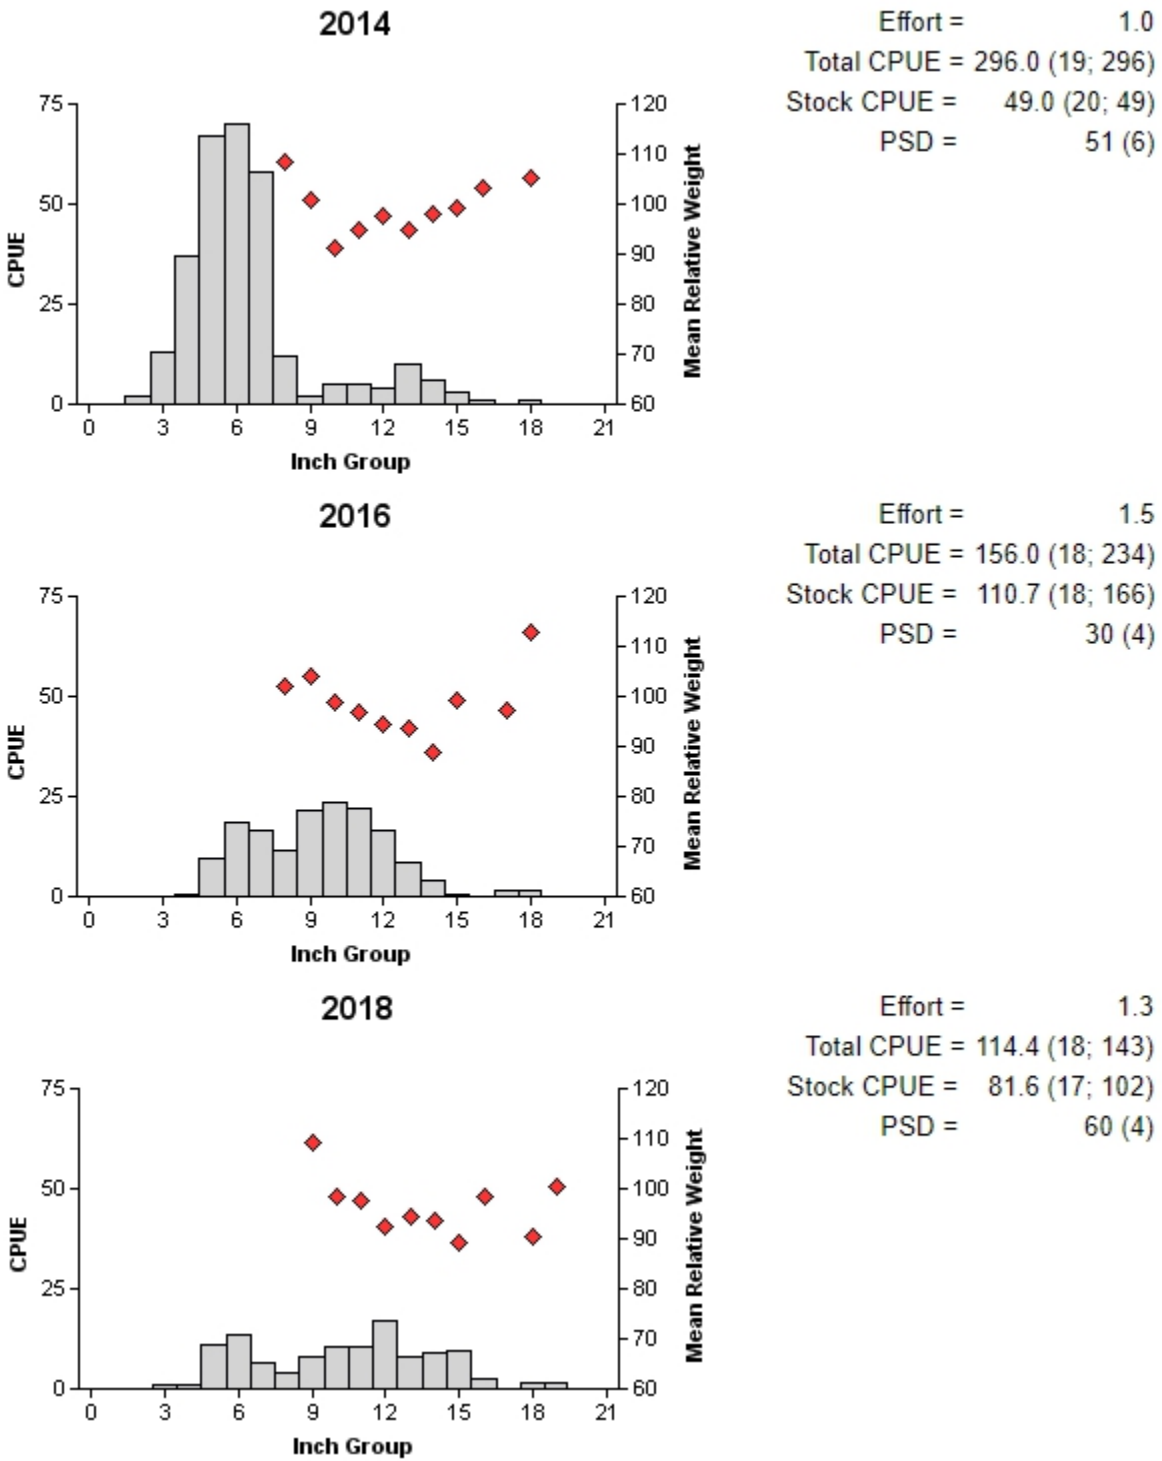 2014
Effort = 1.0
Total CPUE = 296.0 (19; 296)
Stock CPUE = 49.0 (20; 49)
PSD = 51 (6)
75
50
25
0
CPUE
120
110
100
90
80
70
60
Mean Relative Weight
0 3 6 9 12 15 18 21
Inch Group
2016
Effort = 1.5
Total CPUE = 156.0 (18; 234)
Stock CPUE = 110.7 (18; 166)
PSD = 30 (4)
75
50
25
0
CPUE
120
110
100
90
80
70
60
Mean Relative Weight
0 3 6 9 12 15 18 21
Inch Group
2018
Effort = 1.3
Total CPUE = 114.4 (18; 143)
Stock CPUE = 81.6 (17; 102)
PSD = 60 (4)
75
50
25
0
CPUE
120
110
100
90
80
70
60
Mean Relative Weight
0 3 6 9 12 15 18 21
Inch Group